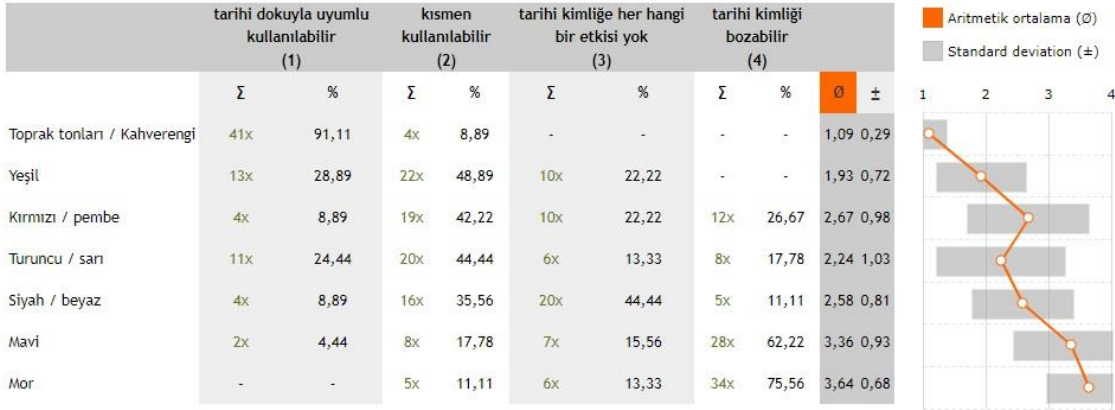 tarihi dokuyla uyumlu kullanılabilir (1) kısmen kullanılabilir (2) tarihi kimliğe her hangi bir etkisi yok (3) tarihi kimliği bozabilir (4)
Σ % Σ % Σ % Σ % Ø ±
Toprak tonları / Kahverengi 41x 91,11 4x 8,89 - - - - 1,09 0,29
Yeşil 13x 28,89 22x 48,89 10x 22,22 - - 1,93 0,72
Kırmızı / pembe 4x 8,89 19x 42,22 10x 22,22 12x 26,67 2,67 0,98
Turuncu / sarı 11x 24,44 20x 44,44 6x 13,33 8x 17,78 2,24 1,03
Siyah / beyaz 4x 8,89 16x 35,56 20x 44,44 5x 11,11 2,58 0,81
Mavi 2x 4,44 8x 17,78 7x 15,56 28x 62,22 3,36 0,93
Mor - - 5x 11,11 6x 13,33 34x 75,56 3,64 0,68
Aritmetik ortalama (Ø)
Standard deviation (±)
1 2 3 4